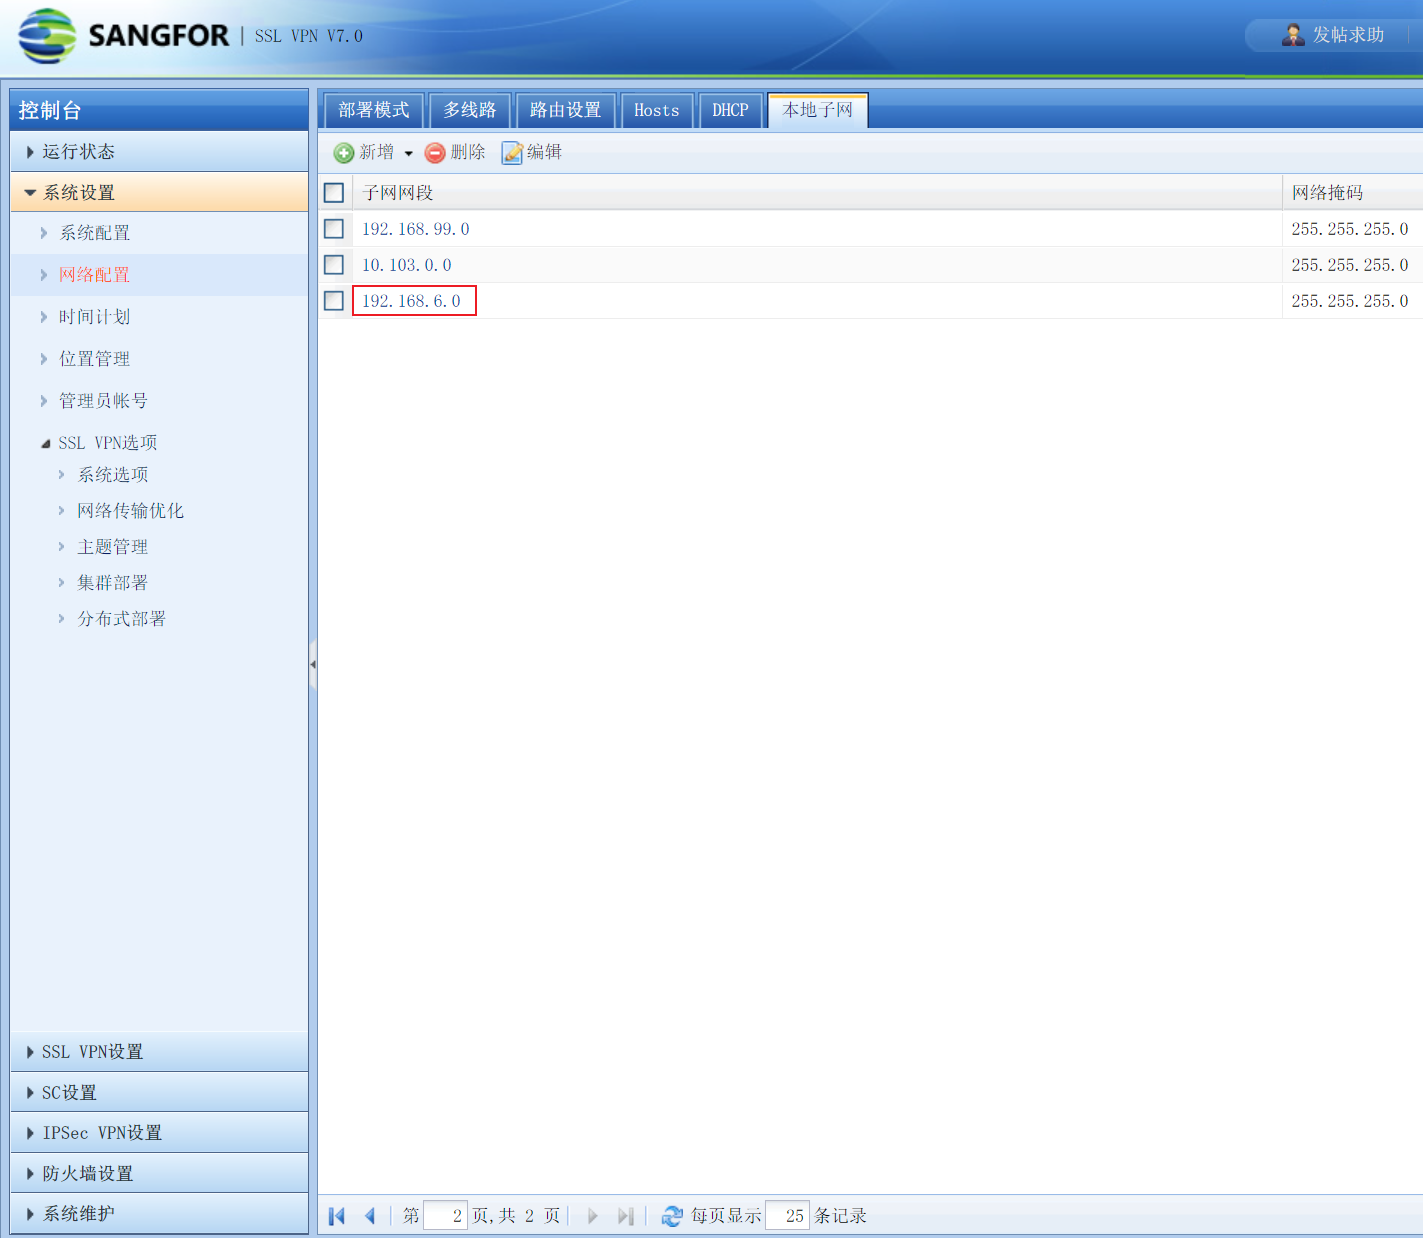 SANGFOR | SSL VPN V7.0
发帖求助
控制台
运行状态
系统设置
系统配置
网络配置
时间计划
位置管理
管理员帐号
SSL VPN选项
系统选项
网络传输优化
主题管理
集群部署
分布式部署
SSL VPN设置
SC设置
IPSec VPN设置
防火墙设置
系统维护
部署模式 多线路 路由设置 Hosts DHCP 本地子网
新增 删除 编辑
子网网段 网络掩码
192.168.99.0 255.255.255.0
10.103.0.0 255.255.255.0
192.168.6.0 255.255.255.0
第 2 页,共 2 页 每页显示 25 条记录